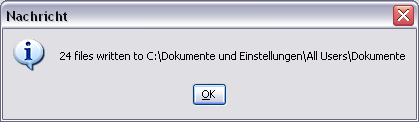 Nachricht
24 files written to C:\Dokumente und Einstellungen\All Users\Dokumente
OK